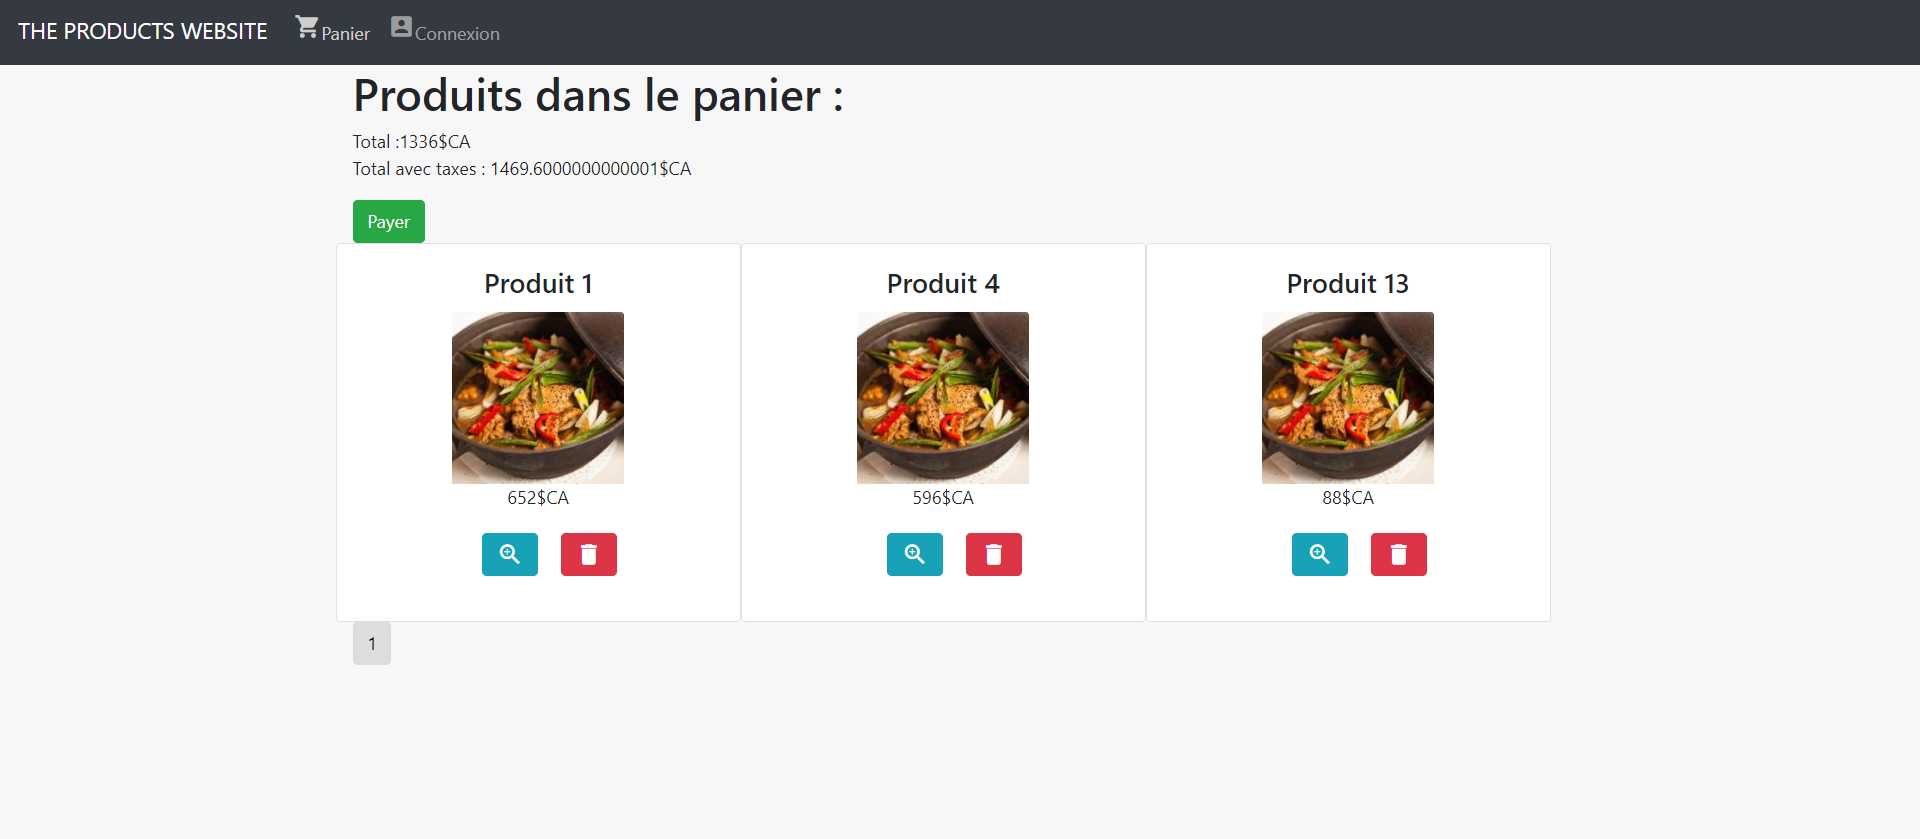 THE PRODUCTS WEBSITE Panier Connexion
Produits dans le panier :
Total :1336$CA
Total avec taxes : 1469.6000000000001$CA
Payer
Produit 1
652$CA
Produit 4
596$CA
Produit 13
88$CA
1